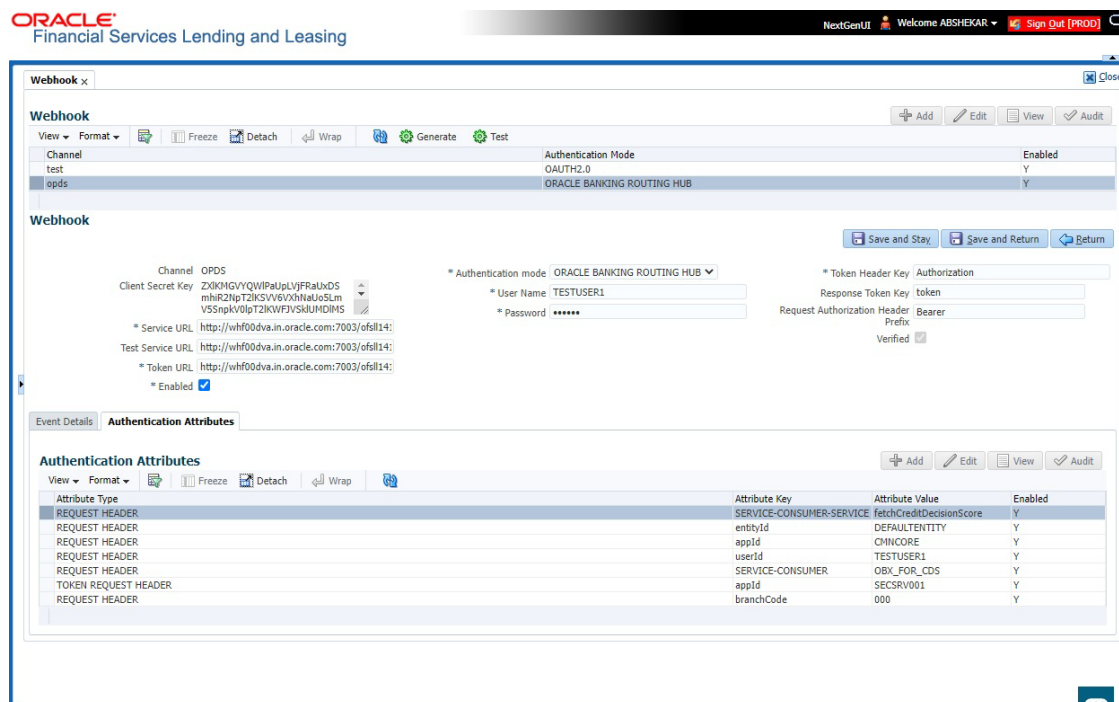 ORACLE
Financial Services Lending and Leasing
NextGenUI Welcome ABSHEKAR Sign Out [PROD]
Webhook x
Close
Webhook
Add Edit View Audit
View Format Freeze Detach Wrap Generate Test
Channel Authentication Mode Enabled
test OAUTH2.0 Y
opds ORACLE BANKING ROUTING HUB Y
Webhook
Save and Stay Save and Return Return
Channel OPDS
Client Secret Key
* Service URL http://whf00dva.in.oracle.com:7003/ofsll14:
Test Service URL http://whf00dva.in.oracle.com:7003/ofsll14:
* Token URL http://whf00dva.in.oracle.com:7003/ofsll14:
* Enabled
* Authentication mode ORACLE BANKING ROUTING HUB
* User Name TESTUSER1
* Password ••••••
* Token Header Key Authorization
Response Token Key token
Request Authorization Header Prefix Bearer
Verified
Event Details Authentication Attributes
Authentication Attributes
Add Edit View Audit
View Format Freeze Detach Wrap
Attribute Type Attribute Key Attribute Value Enabled
REQUEST HEADER SERVICE-CONSUMER-SERVICE fetchCreditDecisionScore Y
REQUEST HEADER entityId DEFAULTENTITY Y
REQUEST HEADER appId CMNCORE Y
REQUEST HEADER userId TESTUSER1 Y
REQUEST HEADER SERVICE-CONSUMER OBX_FOR_CDS Y
TOKEN REQUEST HEADER appId SECSRV001 Y
REQUEST HEADER branchCode 000 Y